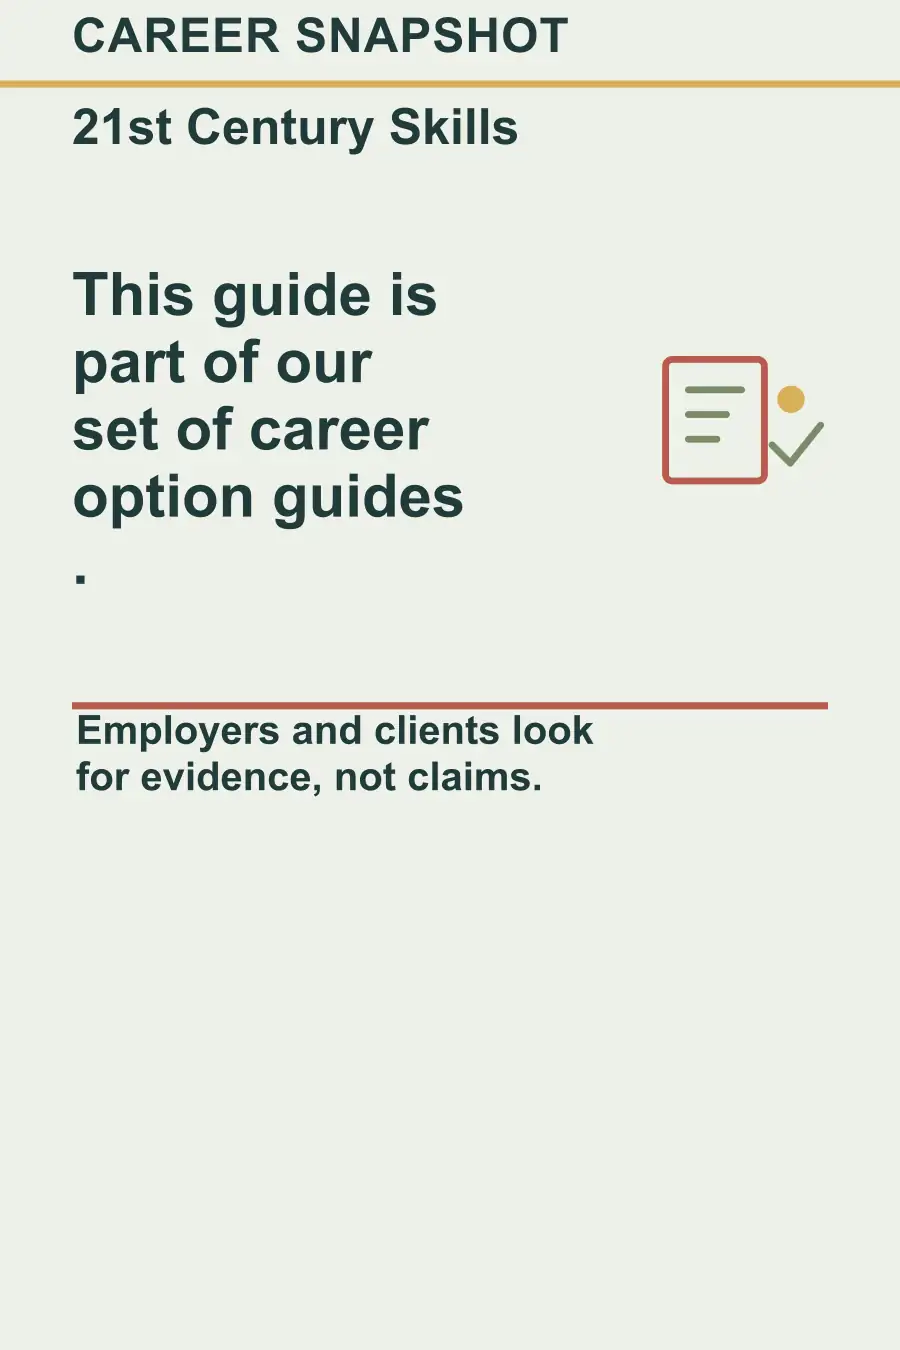 CAREER SNAPSHOT
21st Century Skills
This guide is
part of our
set of career
option guides
.
Employers and clients look
for evidence, not claims.